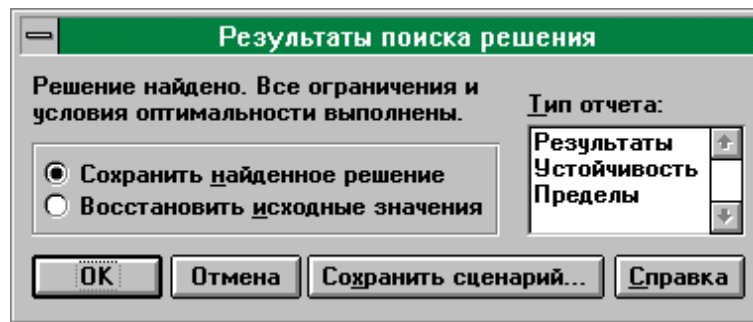 Результаты поиска решения
Решение найдено. Все ограничения и
условия оптимальности выполнены.
Тип отчета:
Результаты
Устойчивость
Пределы
Сохранить найденное решение
Восстановить исходные значения
OK
Отмена
Сохранить сценарий...
Справка